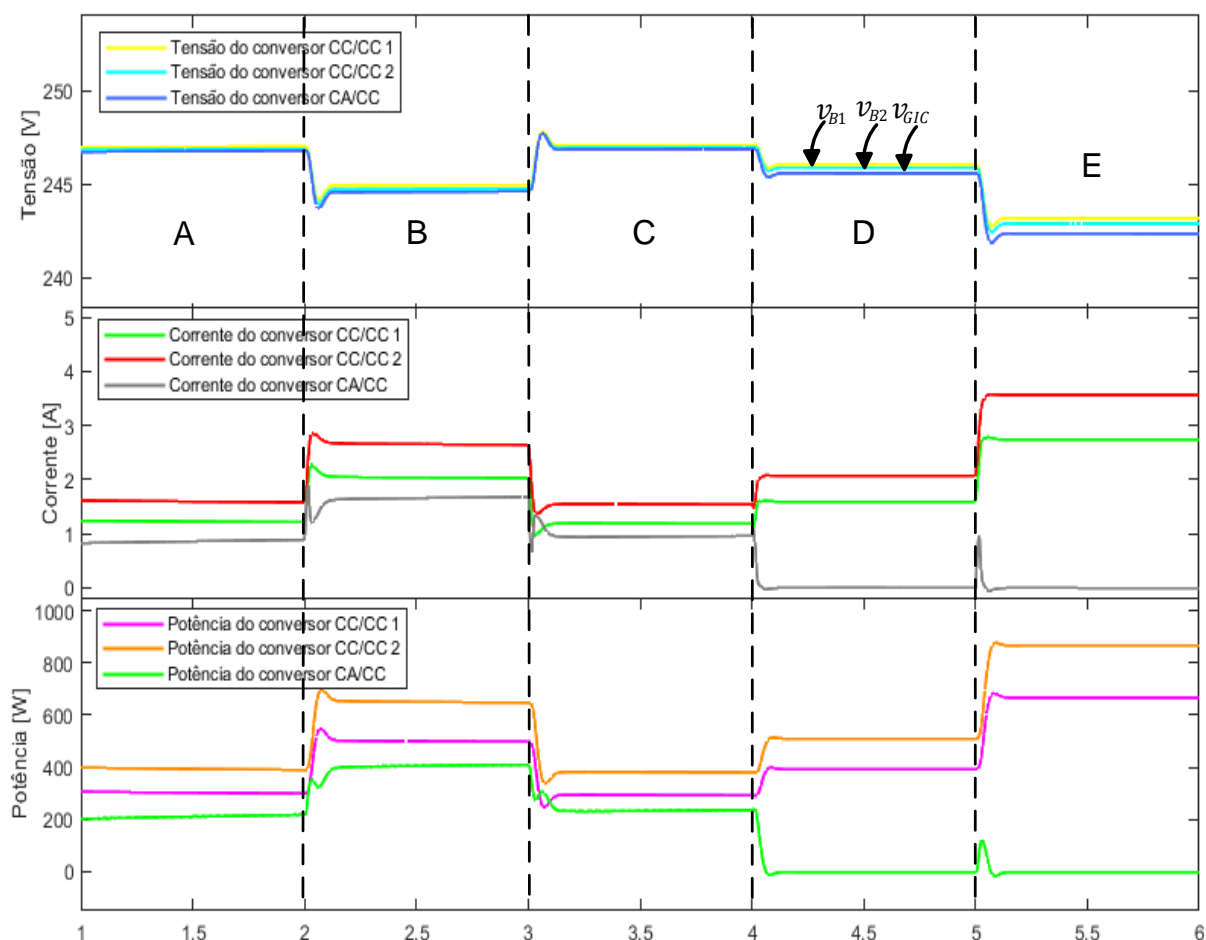 Tensão do conversor CC/CC 1
Tensão do conversor CC/CC 2
Tensão do conversor CA/CC
Tensão [V]
250
245
240
v_B1 v_B2 v_GIC
A B C D E
Corrente do conversor CC/CC 1
Corrente do conversor CC/CC 2
Corrente do conversor CA/CC
Corrente [A]
5
4
3
2
1
0
Potência do conversor CC/CC 1
Potência do conversor CC/CC 2
Potência do conversor CA/CC
Potência [W]
1000
800
600
400
200
0
1 1.5 2 2.5 3 3.5 4 4.5 5 5.5 6